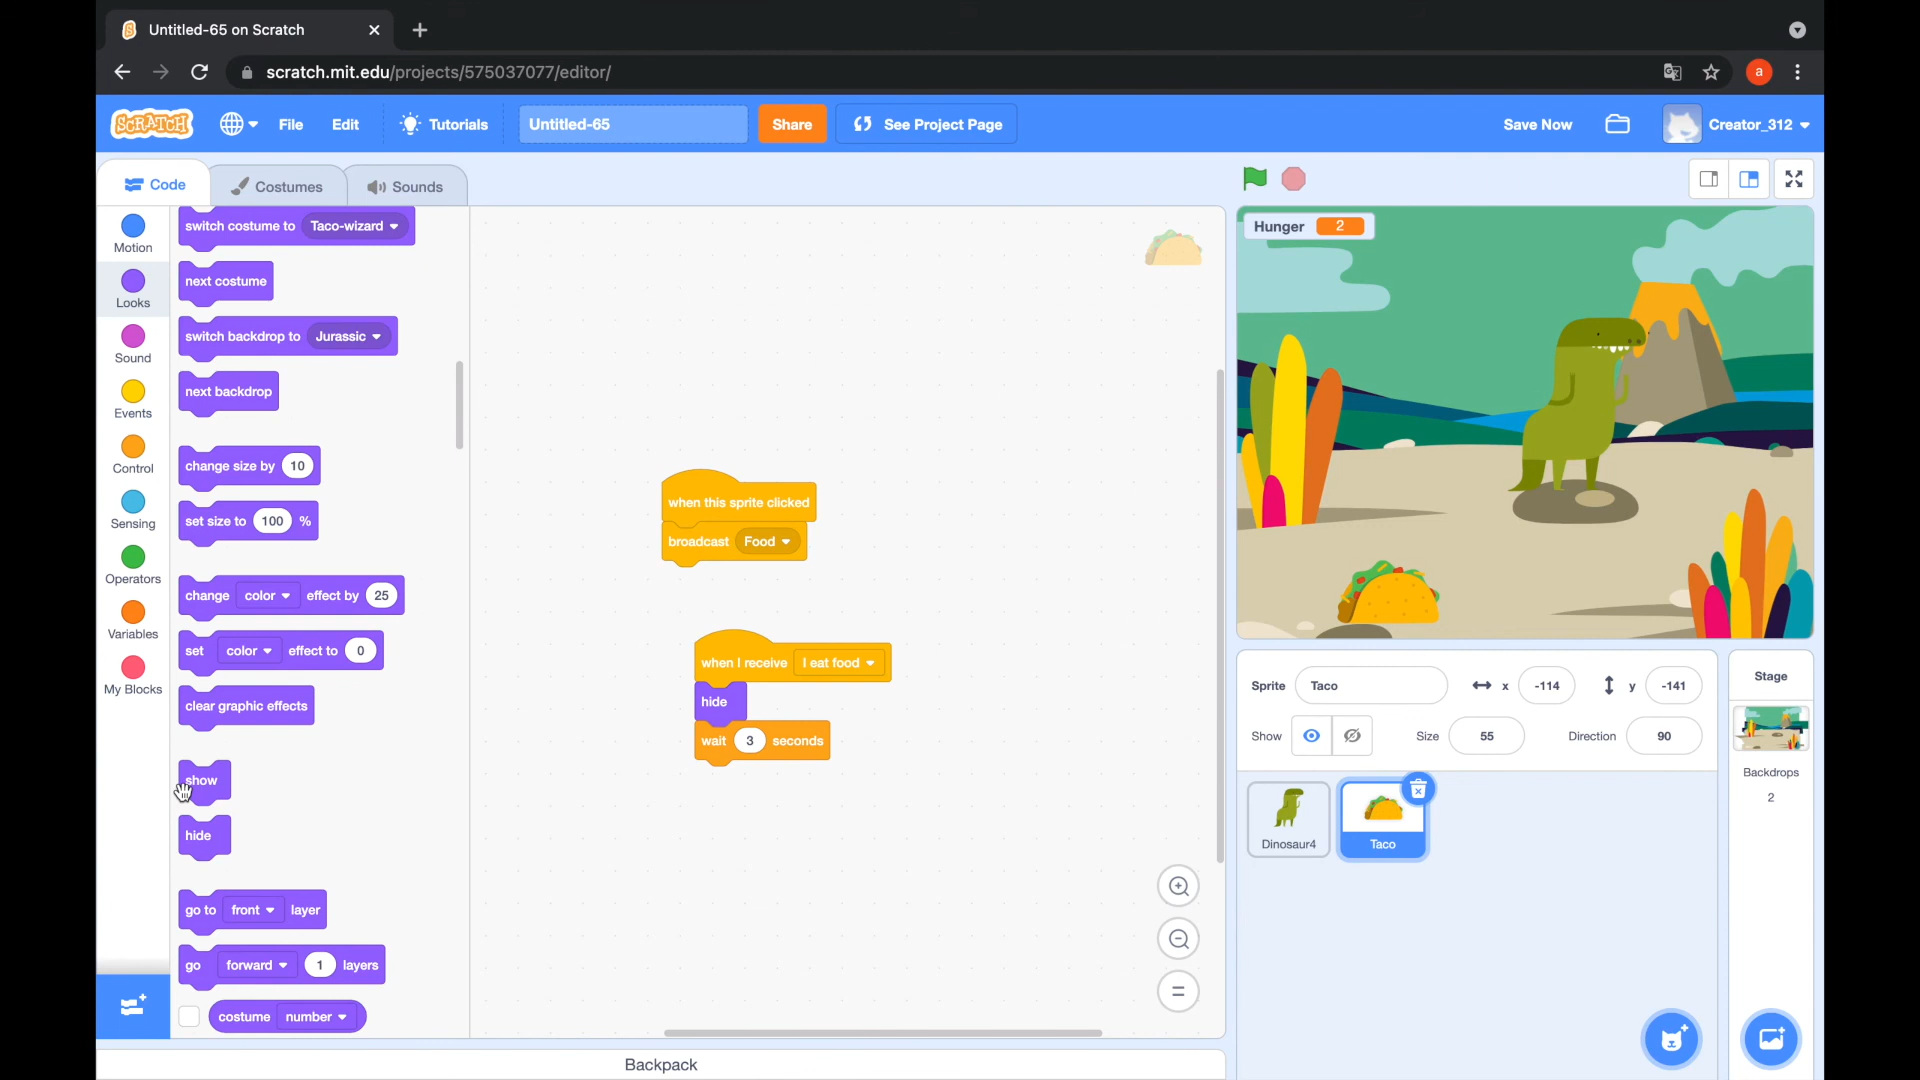 Untitled-65 on Scratch
scratch.mit.edu/projects/575037077/editor/
a
SCRATCH
File
Edit
Tutorials
Untitled-65
Share
See Project Page
Save Now
Creator_312
Code
Costumes
Sounds
Motion
Looks
Sound
Events
Control
Sensing
Operators
Variables
My Blocks
switch costume to Taco-wizard
next costume
switch backdrop to Jurassic
next backdrop
change size by 10
set size to 100 %
change color effect by 25
set color effect to 0
clear graphic effects
show
hide
go to front layer
go forward 1 layers
costume number
when this sprite clicked
broadcast Food
when I receive I eat food
hide
wait 3 seconds
Backpack
Hunger 2
Sprite Taco x -114 y -141
Show Size 55 Direction 90
Dinosaur4
Taco
Stage
Backdrops
2